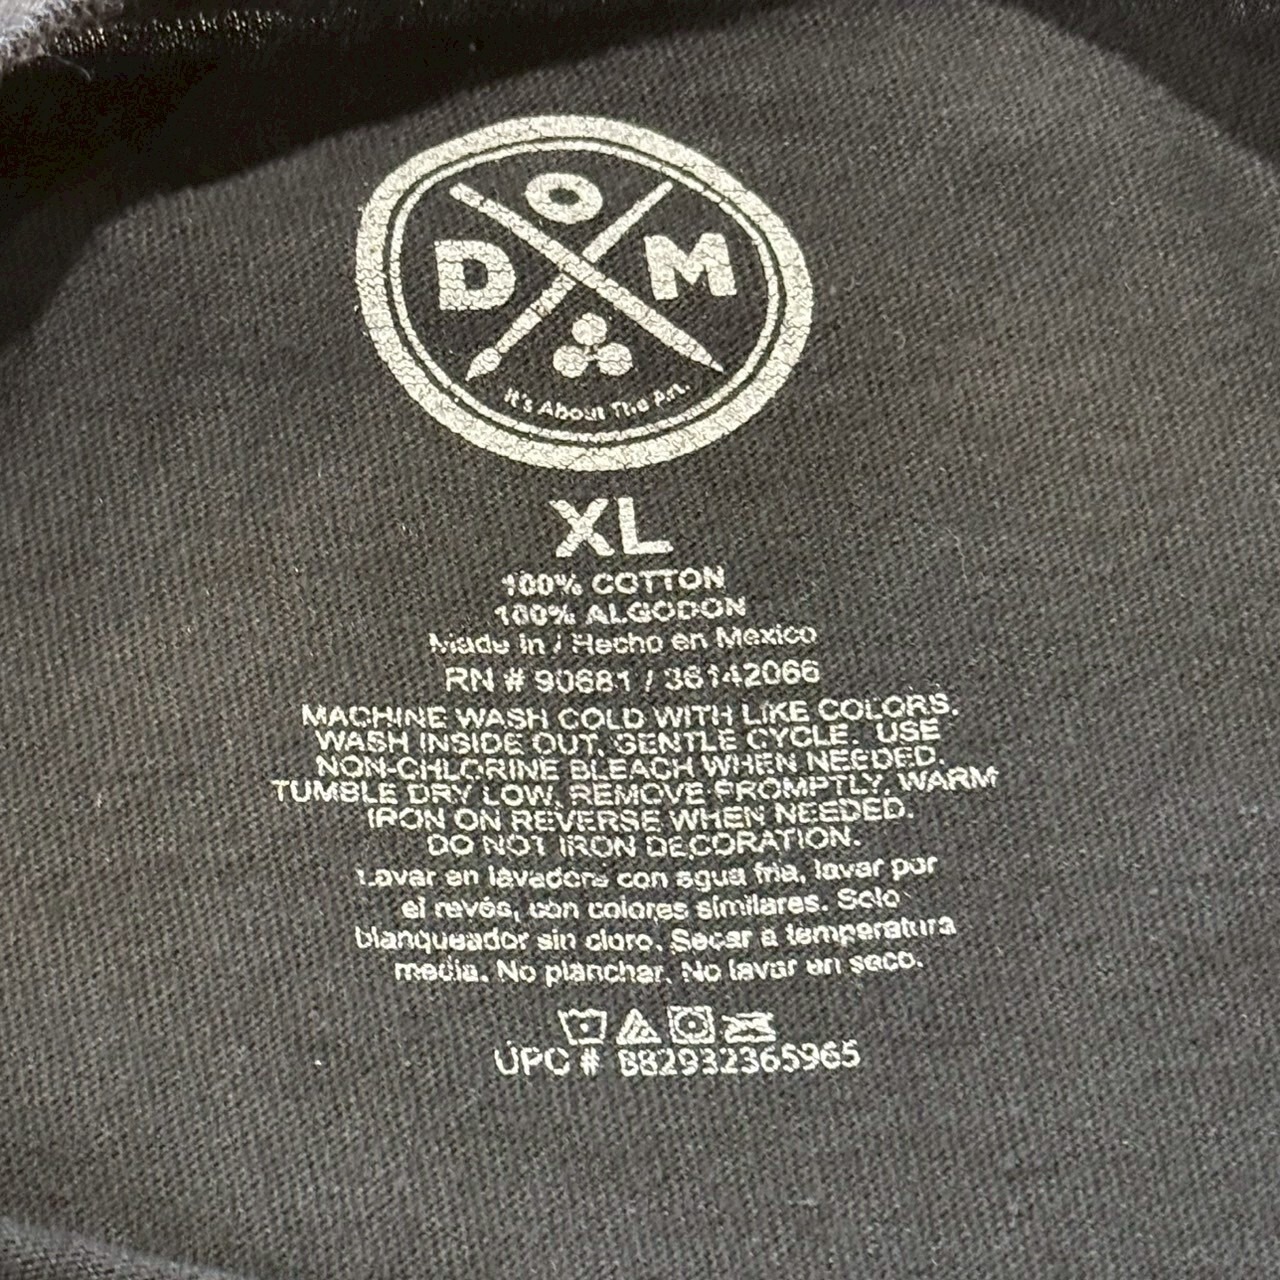 D O M
It's About The Art.
XL
100% COTTON
100% ALGODON
Made in / Hecho en Mexico
RN # 90681 / 36142066
MACHINE WASH COLD WITH LIKE COLORS.
WASH INSIDE OUT, GENTLE CYCLE. USE
NON-CHLORINE BLEACH WHEN NEEDED.
TUMBLE DRY LOW, REMOVE PROMPTLY, WARM
IRON ON REVERSE WHEN NEEDED.
DO NOT IRON DECORATION.
Lavar en lavadora con agua fria, lavar por
el revés, con colores similares. Solo
blanqueador sin cloro. Secar a temperatura
media. No planchar. No lavar en seco.
UPC # 882932365965